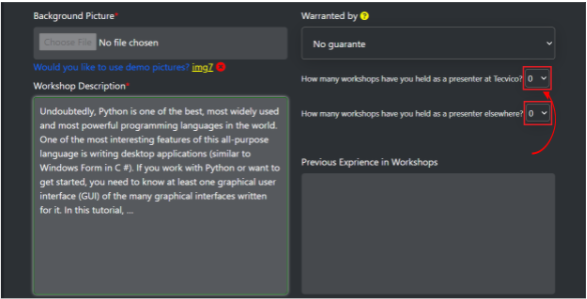 Background Picture*
Choose File No file chosen
Would you like to use demo pictures? img7
Workshop Description*
Undoubtedly, Python is one of the best, most widely used
and most powerful programming languages in the world.
One of the most interesting features of this all-purpose
language is writing desktop applications (similar to
Windows Form in C #). If you work with Python or want to
get started, you need to know at least one graphical user
interface (GUI) of the many graphical interfaces written
for it. In this tutorial, ...
Warranted by ?
No guarante
How many workshops have you held as a presenter at Tecvico? 0
How many workshops have you held as a presenter elsewhere? 0
Previous Exprience in Workshops